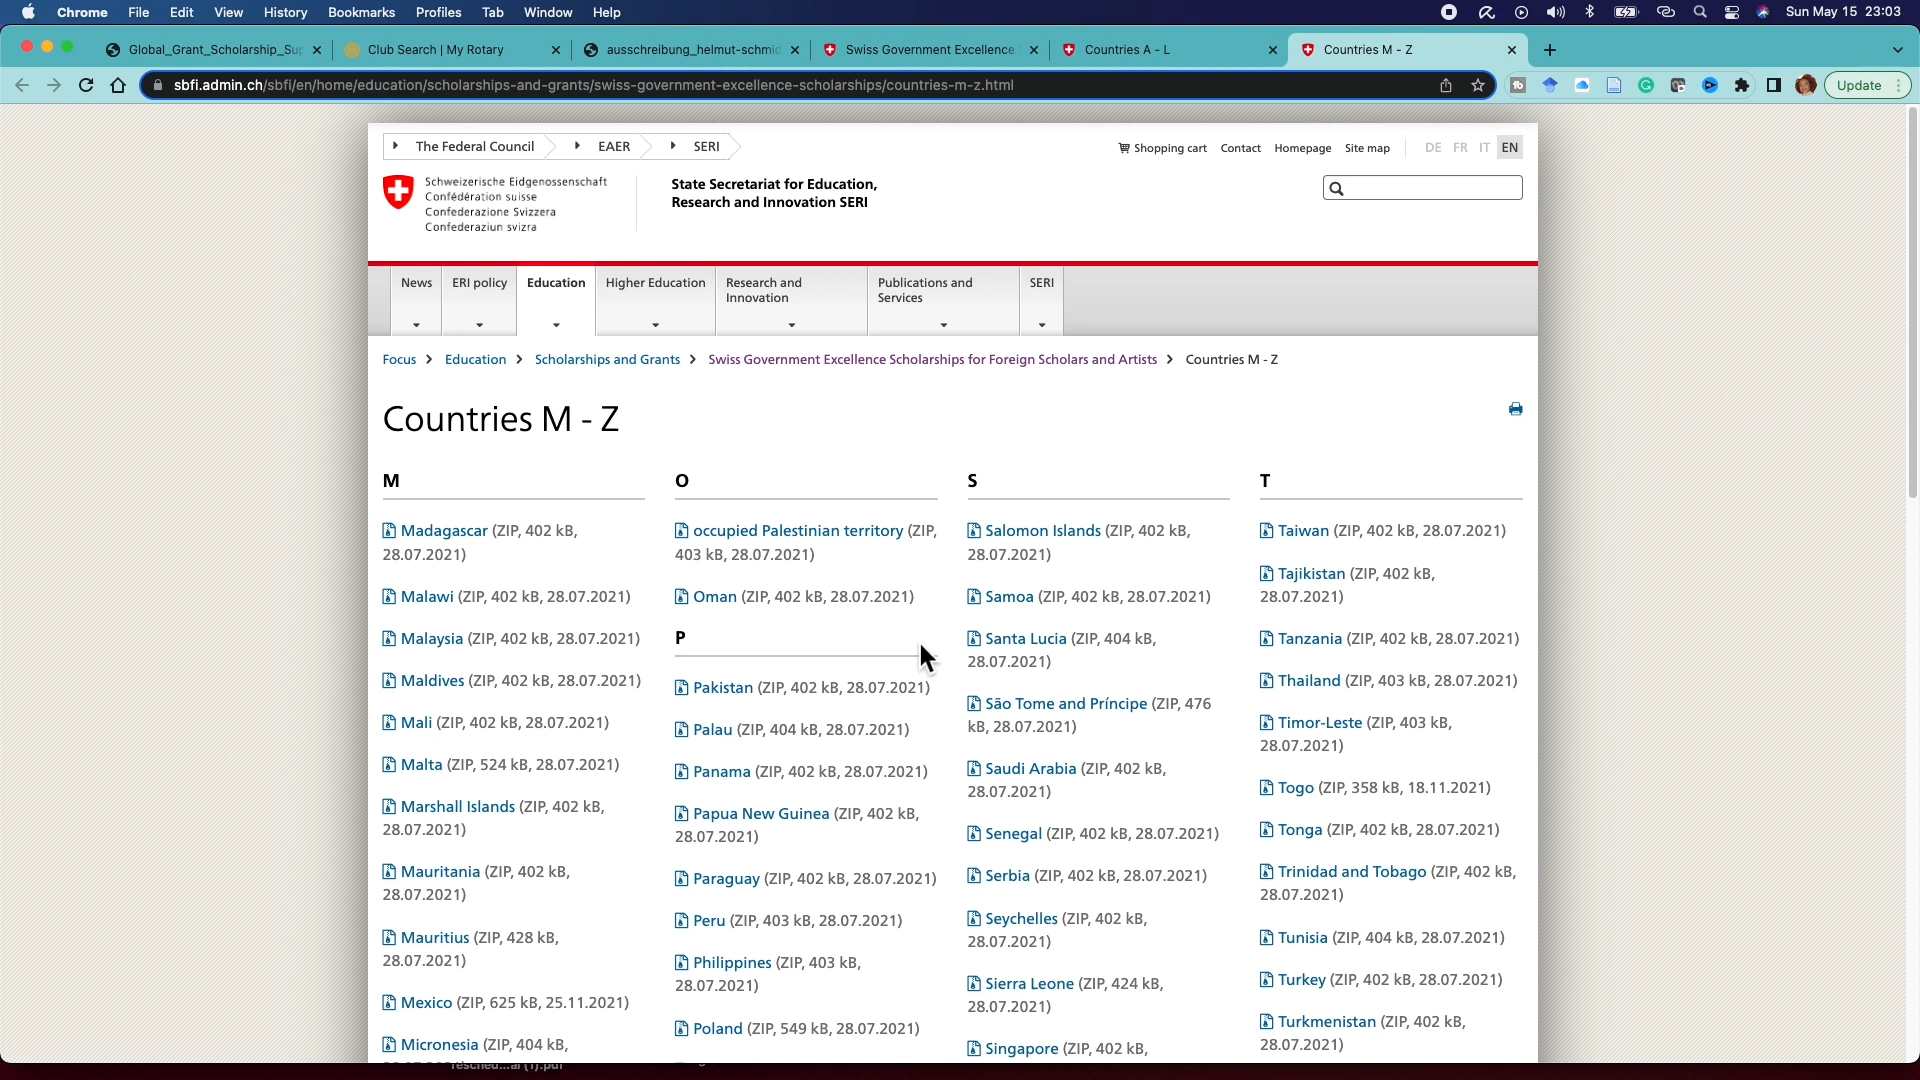 Chrome File Edit View History Bookmarks Profiles Tab Window Help Sun May 15 23:03
Global_Grant_Scholarship_Su Club Search | My Rotary ausschreibung_helmut-schmid Swiss Government Excellence Countries A - L Countries M - Z
sbfi.admin.ch/sbfi/en/home/education/scholarships-and-grants/swiss-government-excellence-scholarships/countries-m-z.html Update
The Federal Council EAER SERI Shopping cart Contact Homepage Site map DE FR IT EN
Schweizerische Eidgenossenschaft
Confédération suisse
Confederazione Svizzera
Confederaziun svizra
State Secretariat for Education,
Research and Innovation SERI
News ERI policy Education Higher Education Research and Innovation Publications and Services SERI
Focus > Education > Scholarships and Grants > Swiss Government Excellence Scholarships for Foreign Scholars and Artists > Countries M - Z
Countries M - Z
M
Madagascar (ZIP, 402 kB,
28.07.2021)
Malawi (ZIP, 402 kB, 28.07.2021)
Malaysia (ZIP, 402 kB, 28.07.2021)
Maldives (ZIP, 402 kB, 28.07.2021)
Mali (ZIP, 402 kB, 28.07.2021)
Malta (ZIP, 524 kB, 28.07.2021)
Marshall Islands (ZIP, 402 kB,
28.07.2021)
Mauritania (ZIP, 402 kB,
28.07.2021)
Mauritius (ZIP, 428 kB,
28.07.2021)
Mexico (ZIP, 625 kB, 25.11.2021)
Micronesia (ZIP, 404 kB,
O
occupied Palestinian territory (ZIP,
403 kB, 28.07.2021)
Oman (ZIP, 402 kB, 28.07.2021)
P
Pakistan (ZIP, 402 kB, 28.07.2021)
Palau (ZIP, 404 kB, 28.07.2021)
Panama (ZIP, 402 kB, 28.07.2021)
Papua New Guinea (ZIP, 402 kB,
28.07.2021)
Paraguay (ZIP, 402 kB, 28.07.2021)
Peru (ZIP, 403 kB, 28.07.2021)
Philippines (ZIP, 403 kB,
28.07.2021)
Poland (ZIP, 549 kB, 28.07.2021)
S
Salomon Islands (ZIP, 402 kB,
28.07.2021)
Samoa (ZIP, 402 kB, 28.07.2021)
Santa Lucia (ZIP, 404 kB,
28.07.2021)
São Tome and Príncipe (ZIP, 476
kB, 28.07.2021)
Saudi Arabia (ZIP, 402 kB,
28.07.2021)
Senegal (ZIP, 402 kB, 28.07.2021)
Serbia (ZIP, 402 kB, 28.07.2021)
Seychelles (ZIP, 402 kB,
28.07.2021)
Sierra Leone (ZIP, 424 kB,
28.07.2021)
Singapore (ZIP, 402 kB,
T
Taiwan (ZIP, 402 kB, 28.07.2021)
Tajikistan (ZIP, 402 kB,
28.07.2021)
Tanzania (ZIP, 402 kB, 28.07.2021)
Thailand (ZIP, 403 kB, 28.07.2021)
Timor-Leste (ZIP, 403 kB,
28.07.2021)
Togo (ZIP, 358 kB, 18.11.2021)
Tonga (ZIP, 402 kB, 28.07.2021)
Trinidad and Tobago (ZIP, 402 kB,
28.07.2021)
Tunisia (ZIP, 404 kB, 28.07.2021)
Turkey (ZIP, 402 kB, 28.07.2021)
Turkmenistan (ZIP, 402 kB,
28.07.2021)